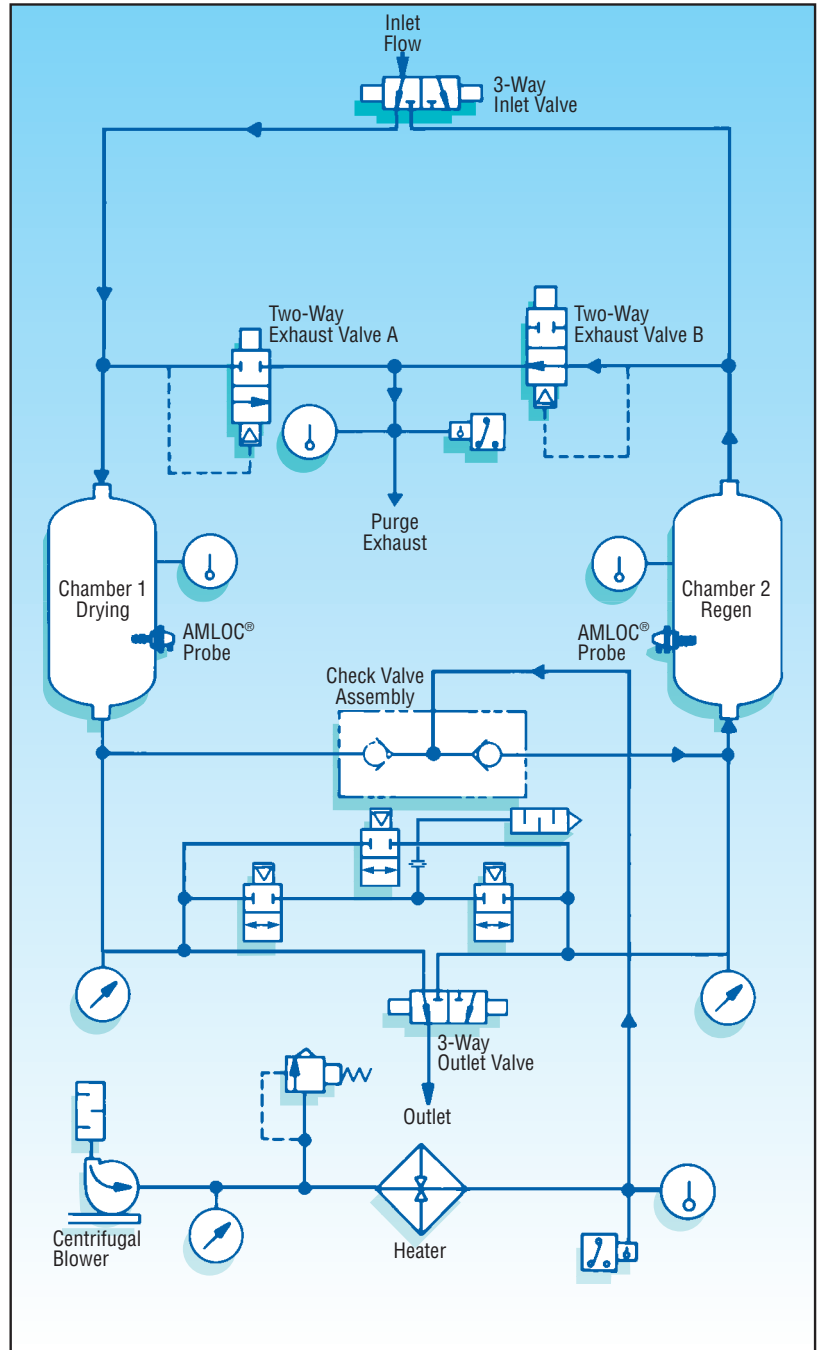 Inlet
Flow
3-Way
Inlet Valve
Two-Way
Exhaust Valve A
Two-Way
Exhaust Valve B
Purge
Exhaust
Chamber 1
Drying
AMLOC®
Probe
Chamber 2
Regen
AMLOC®
Probe
Check Valve
Assembly
3-Way
Outlet Valve
Outlet
Centrifugal
Blower
Heater